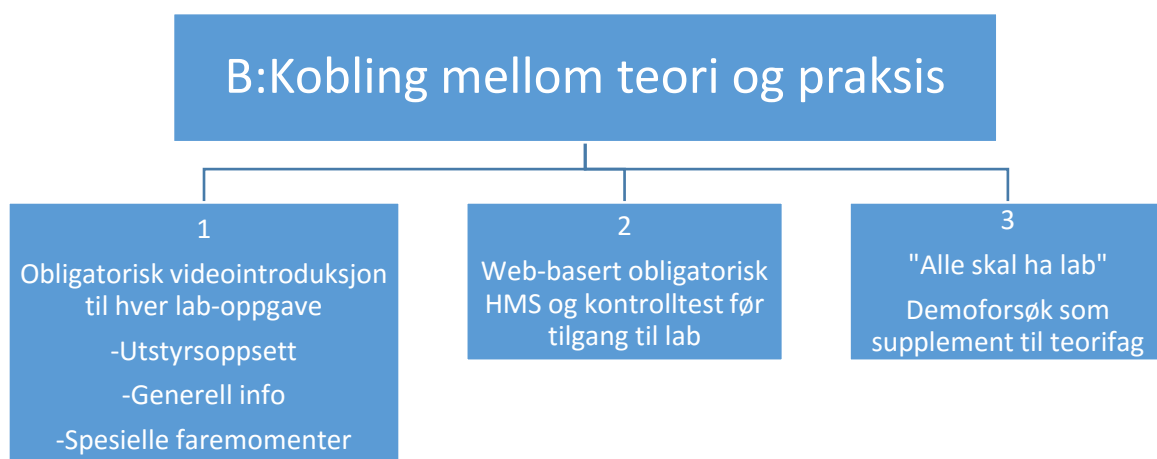 B:Kobling mellom teori og praksis
1
Obligatorisk videointroduksjon
til hver lab-oppgave
-Utstyrsoppsett
-Generell info
-Spesielle faremomenter
2
Web-basert obligatorisk
HMS og kontrolltest før
tilgang til lab
3
"Alle skal ha lab"
Demoforsøk som
supplement til teorifag